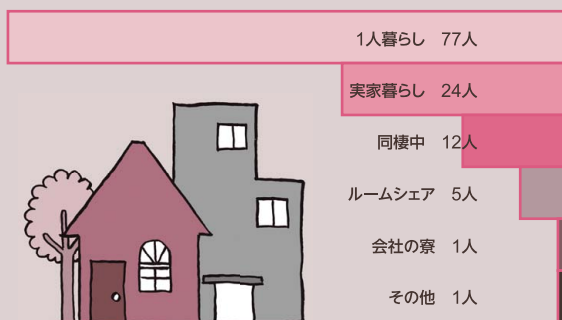 1人暮らし 77人
実家暮らし 24人
同棲中 12人
ルームシェア 5人
会社の寮 1人
その他 1人